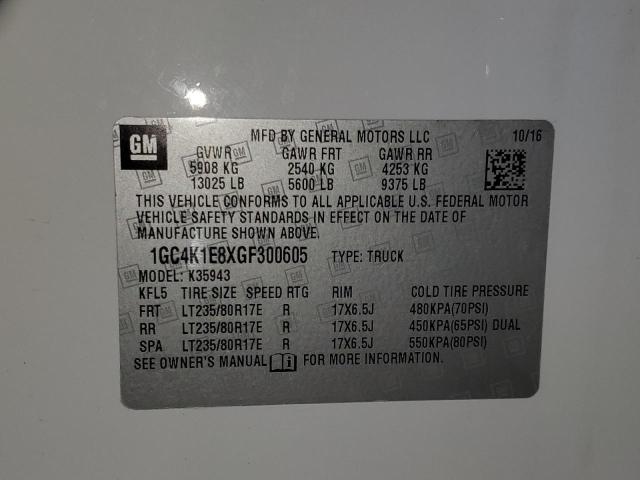 GM
MFD BY GENERAL MOTORS LLC 10/16
GVWR GAWR FRT GAWR RR
5908 KG 2540 KG 4253 KG
13025 LB 5600 LB 9375 LB
THIS VEHICLE CONFORMS TO ALL APPLICABLE U.S. FEDERAL MOTOR
VEHICLE SAFETY STANDARDS IN EFFECT ON THE DATE OF
MANUFACTURE SHOWN ABOVE.
1GC4K1E8XGF300605 TYPE: TRUCK
MODEL: K35943
KFL5 TIRE SIZE SPEED RTG RIM COLD TIRE PRESSURE
FRT LT235/80R17E R 17X6.5J 480KPA(70PSI)
RR LT235/80R17E R 17X6.5J 450KPA(65PSI) DUAL
SPA LT235/80R17E R 17X6.5J 550KPA(80PSI)
SEE OWNER'S MANUAL FOR MORE INFORMATION.